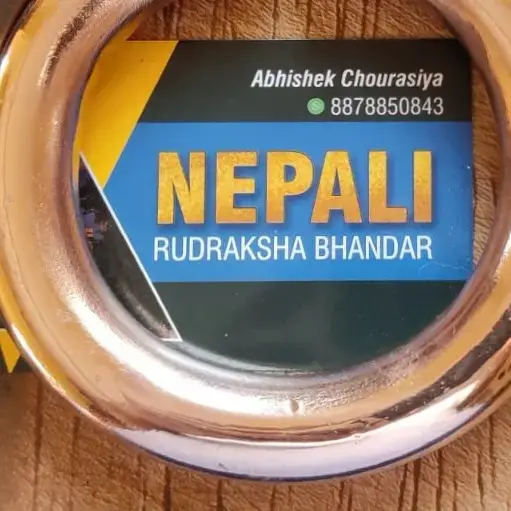 Abhishek Chourasiya
8878850843
NEPALI
RUDRAKSHA BHANDAR